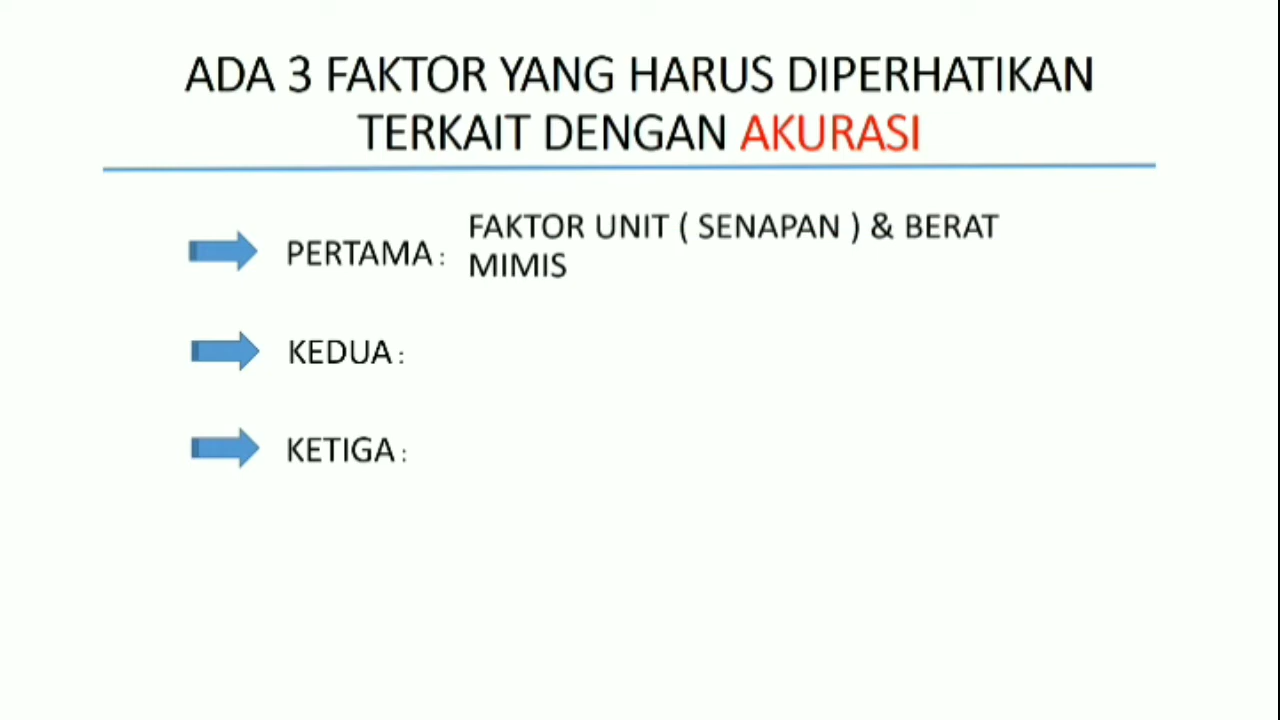 ADA 3 FAKTOR YANG HARUS DIPERHATIKAN
TERKAIT DENGAN AKURASI
PERTAMA : FAKTOR UNIT ( SENAPAN ) & BERAT
MIMIS
KEDUA :
KETIGA :